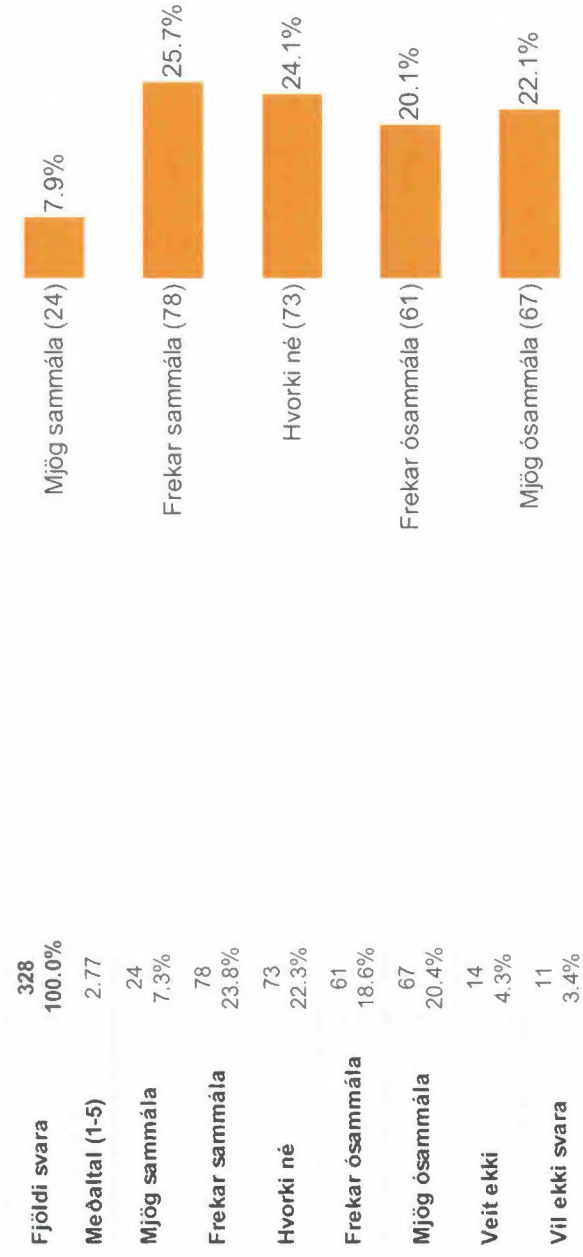 Fjöldi svara 328
100.0%
Meðaltal (1-5) 2.77
Mjög sammála 24
7.3%
Frekar sammála 78
23.8%
Hvorki né 73
22.3%
Frekar ósammála 61
18.6%
Mjög ósammála 67
20.4%
Veit ekki 14
4.3%
Vil ekki svara 11
3.4%
Mjög sammála (24) 7.9%
Frekar sammála (78) 25.7%
Hvorki né (73) 24.1%
Frekar ósammála (61) 20.1%
Mjög ósammála (67) 22.1%